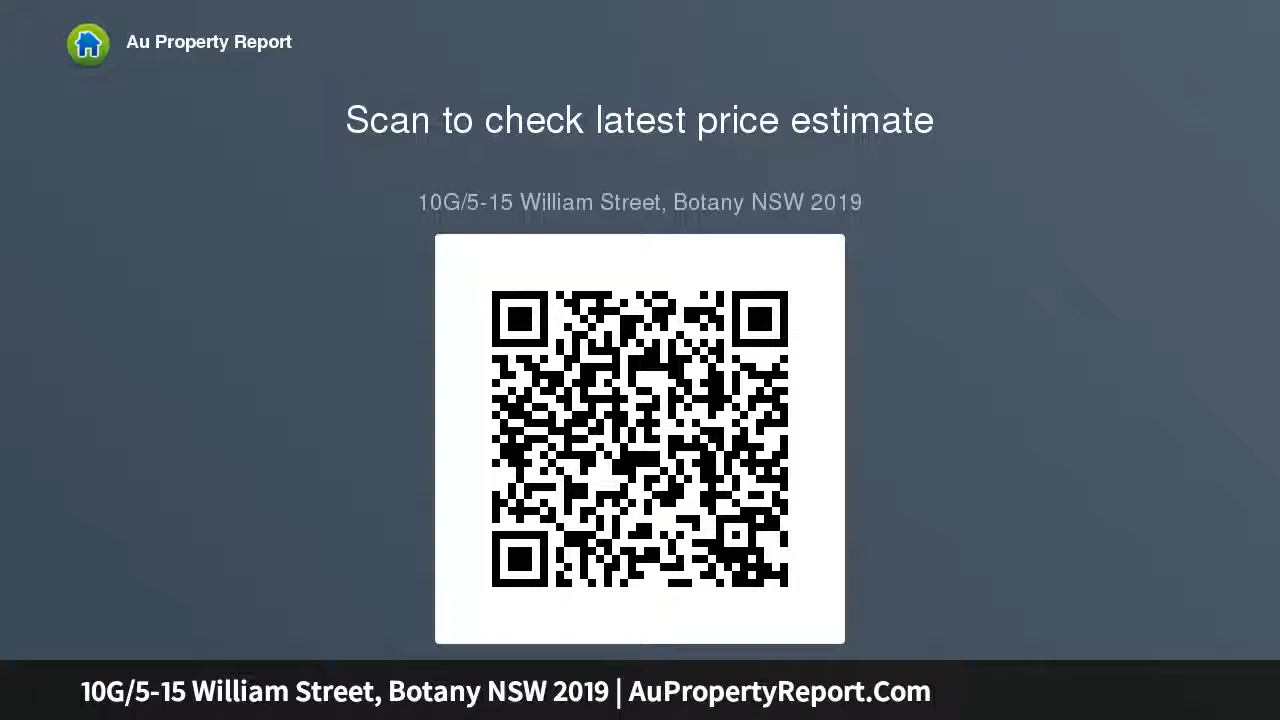 Au Property Report
Scan to check latest price estimate
10G/5-15 William Street, Botany NSW 2019
10G/5-15 William Street, Botany NSW 2019 | AuPropertyReport.Com